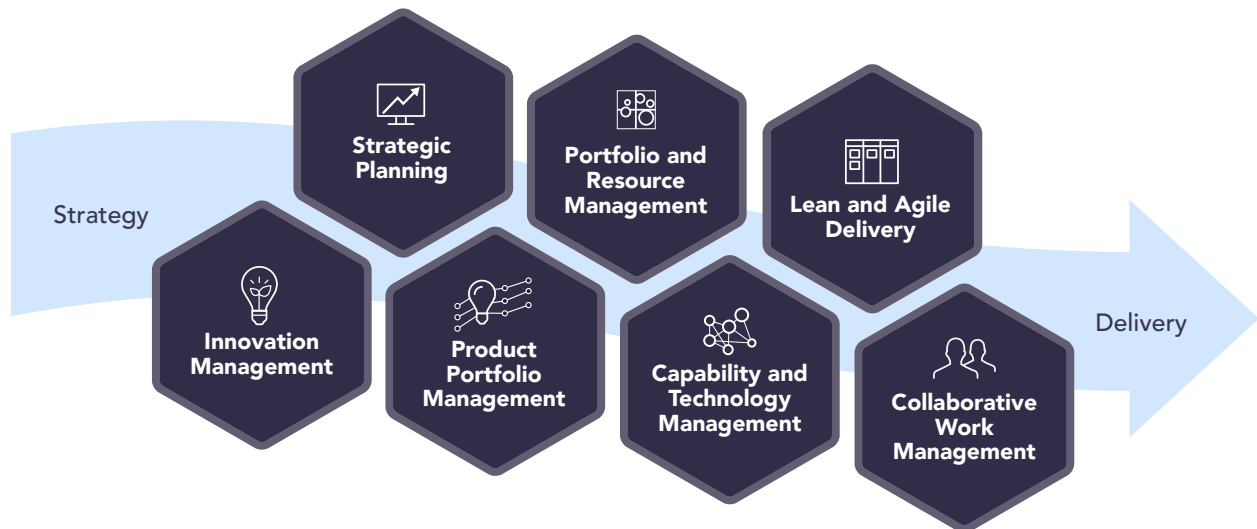 Strategy
Innovation
Management
Strategic
Planning
Product
Portfolio
Management
Portfolio and
Resource
Management
Capability and
Technology
Management
Lean and Agile
Delivery
Collaborative
Work
Management
Delivery